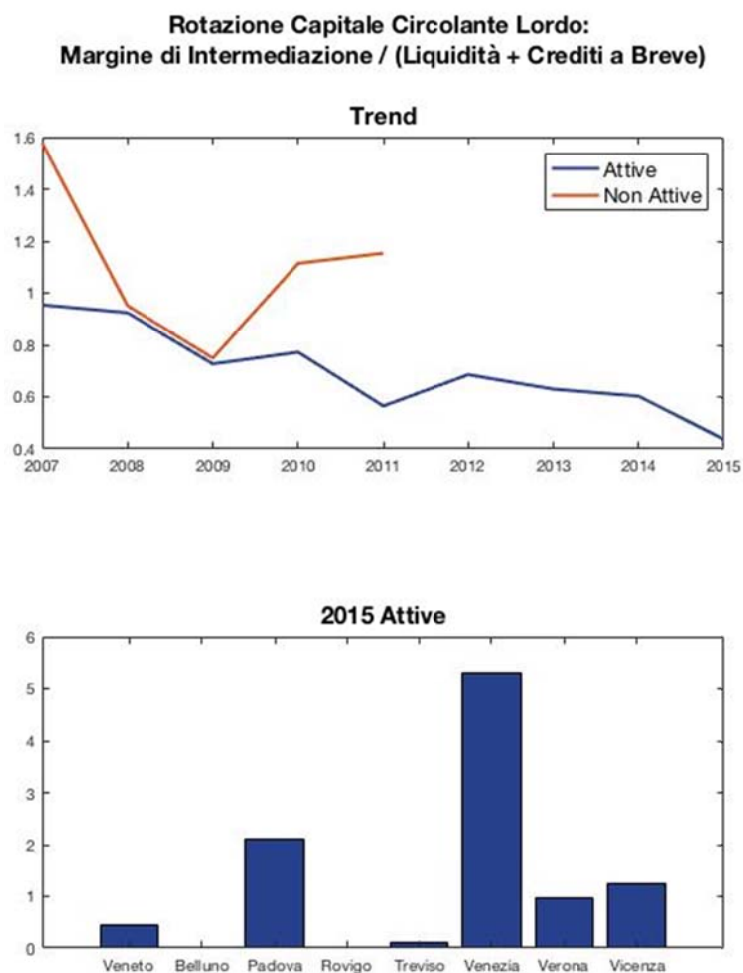 Rotazione Capitale Circolante Lordo:
Margine di Intermediazione / (Liquidità + Crediti a Breve)
Trend
1.6
1.4
1.2
1
0.8
0.6
0.4
Attive
Non Attive
2007 2008 2009 2010 2011 2012 2013 2014 2015
2015 Attive
6
5
4
3
2
1
0
Veneto Belluno Padova Rovigo Treviso Venezia Verona Vicenza